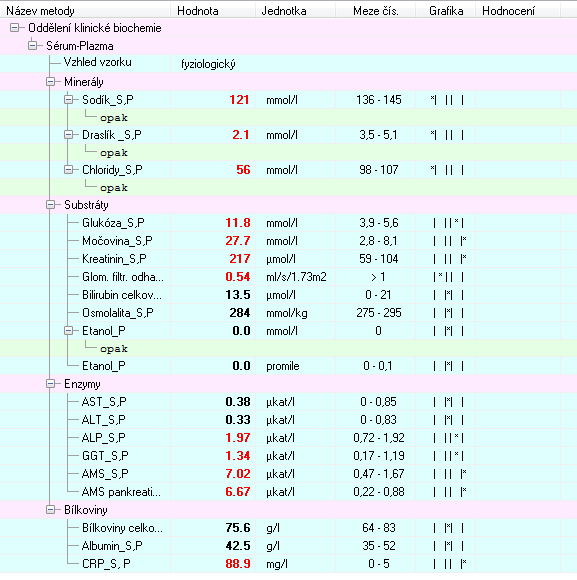 Název metody Hodnota Jednotka Meze čís. Grafika Hodnocení
Oddělení klinické biochemie
Sérum-Plazma
Vzhled vzorku fyziologický
Minerály
Sodík_S,P 121 mmol/l 136 - 145 *| | | |
opak
Draslík _S,P 2.1 mmol/l 3,5 - 5,1 *| | | |
opak
Chloridy_S,P 56 mmol/l 98 - 107 *| | | |
opak
Substráty
Glukóza_S,P 11.8 mmol/l 3,9 - 5,6 | | | * |
Močovina_S,P 27.7 mmol/l 2,8 - 8,1 | | | |*
Kreatinin_S,P 217 µmol/l 59 - 104 | | | |*
Glom. filtr. odha... 0.54 ml/s/1.73m2 > 1 | * | | |
Bilirubin celkov... 13.5 µmol/l 0 - 21 | |*| |
Osmolalita_S,P 284 mmol/kg 275 - 295 | |*| |
Etanol_P 0.0 mmol/l 0 | |*| |
opak
Etanol_P 0.0 promile 0 - 0,1 | |*| |
Enzymy
AST_S,P 0.38 µkat/l 0 - 0,85 | |*| |
ALT_S,P 0.33 µkat/l 0 - 0,83 | |*| |
ALP_S,P 1.97 µkat/l 0,72 - 1,92 | | | * |
GGT_S,P 1.34 µkat/l 0,17 - 1,19 | | | * |
AMS_S,P 7.02 µkat/l 0,47 - 1,67 | | | |*
AMS pankreati... 6.67 µkat/l 0,22 - 0,88 | | | |*
Bílkoviny
Bílkoviny celko... 75.6 g/l 64 - 83 | |*| |
Albumin_S,P 42.5 g/l 35 - 52 | |*| |
CRP_S, P 88.9 mg/l 0 - 5 | | | |*